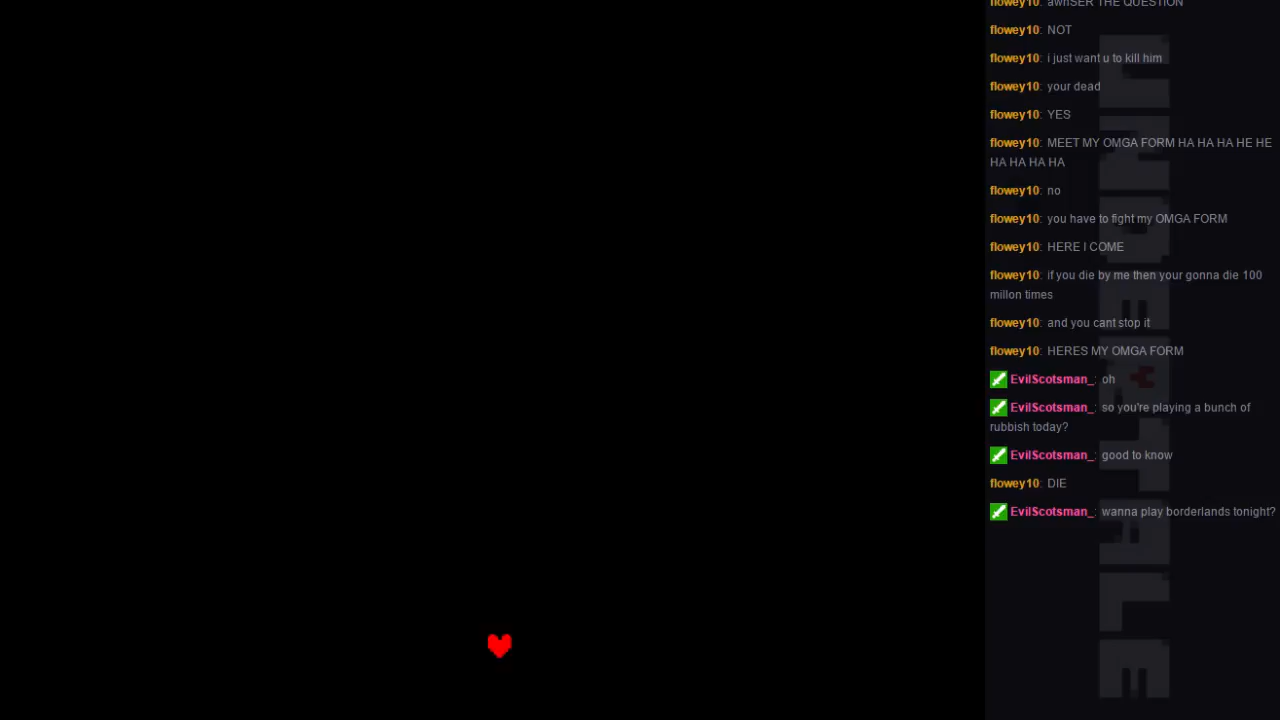 flowey10: awnSER THE QUESTION
flowey10: NOT
flowey10: i just want u to kill him
flowey10: your dead
flowey10: YES
flowey10: MEET MY OMGA FORM HA HA HA HE HE
HA HA HA HA
flowey10: no
flowey10: you have to fight my OMGA FORM
flowey10: HERE I COME
flowey10: if you die by me then your gonna die 100
millon times
flowey10: and you cant stop it
flowey10: HERES MY OMGA FORM
EvilScotsman_: oh
EvilScotsman_: so you're playing a bunch of
rubbish today?
EvilScotsman_: good to know
flowey10: DIE
EvilScotsman_: wanna play borderlands tonight?
UNDERTALE